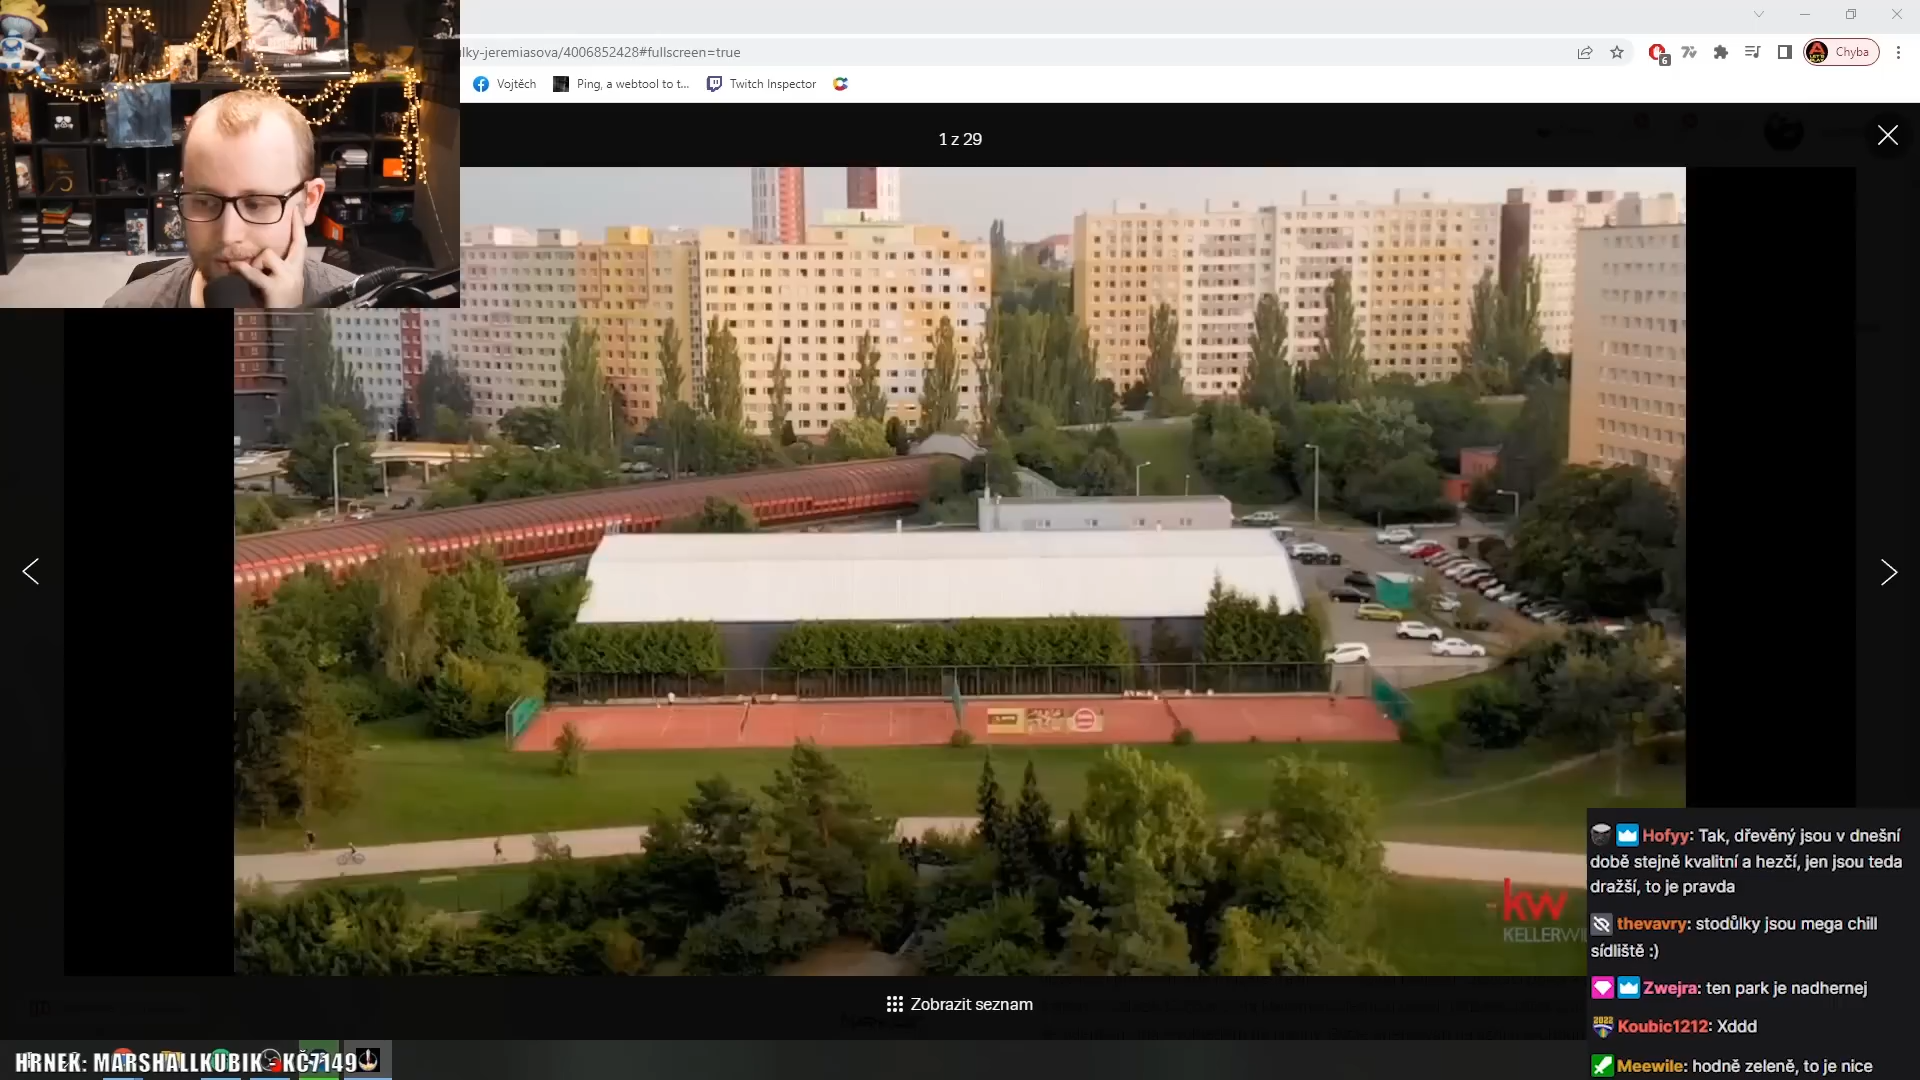 lky-jeremiasova/4006852428#fullscreen=true
6
Chyba
Vojtěch
Ping, a webtool to t...
Twitch Inspector
1 z 29
kw
KELLERWI
Zobrazit seznam
Hofyy: Tak, dřevěný jsou v dnešní
době stejně kvalitní a hezčí, jen jsou teda
dražší, to je pravda
thevavry: stodůlky jsou mega chill
sídliště :)
Zwejra: ten park je nadhernej
Koubic1212: Xddd
Meewile: hodně zeleně, to je nice
HRNEK: MARSHALLKUBIK - KČ7149